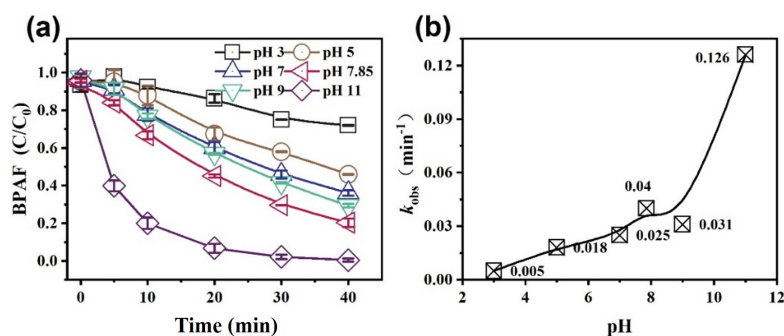 (a)
pH 3 pH 5
pH 7 pH 7.85
pH 9 pH 11
BPAF (C/C0)
1.0
0.8
0.6
0.4
0.2
0.0
0 10 20 30 40
Time (min)
(b)
kobs (min-1)
0.12
0.09
0.06
0.03
0.00
0.126
0.04
0.031
0.025
0.018
0.005
2 4 6 8 10 12
pH